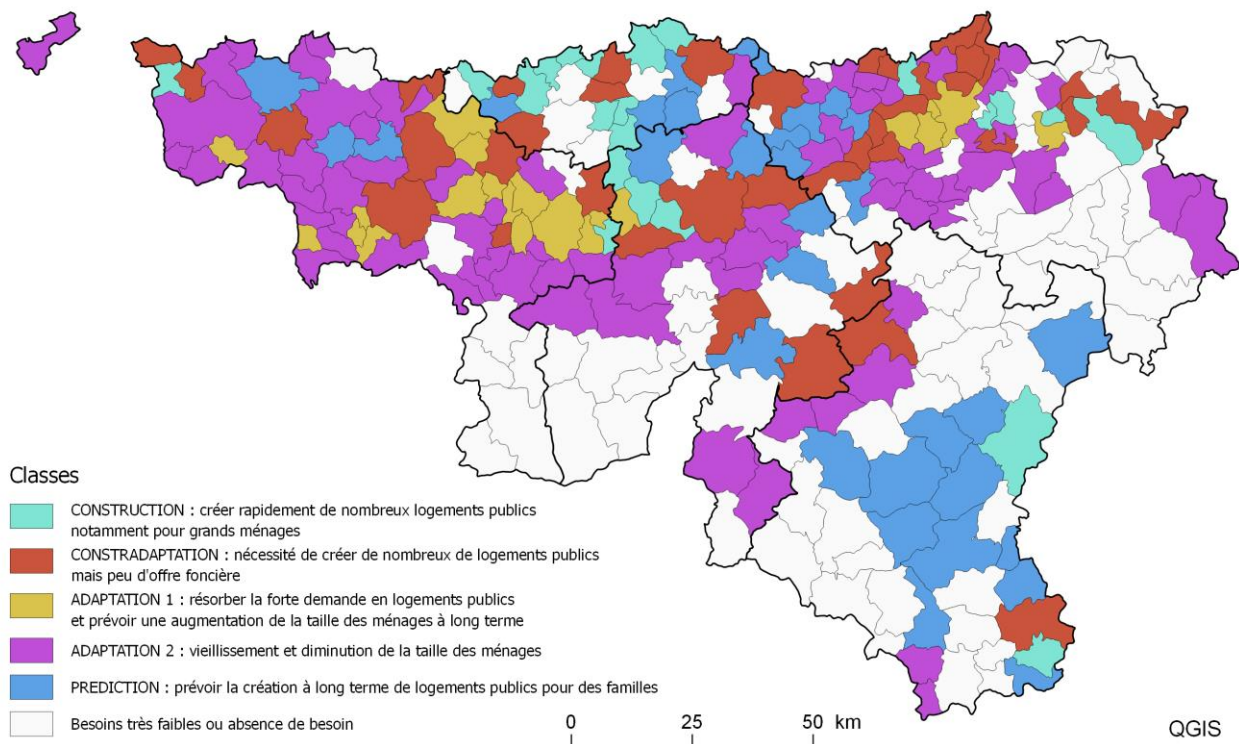 Classes
CONSTRUCTION : créer rapidement de nombreux logements publics
notamment pour grands ménages
CONSTRADAPTATION : nécessité de créer de nombreux de logements publics
mais peu d'offre foncière
ADAPTATION 1 : résorber la forte demande en logements publics
et prévoir une augmentation de la taille des ménages à long terme
ADAPTATION 2 : vieillissement et diminution de la taille des ménages
PREDICTION : prévoir la création à long terme de logements publics pour des familles
Besoins très faibles ou absence de besoin
0 25 50 km
QGIS